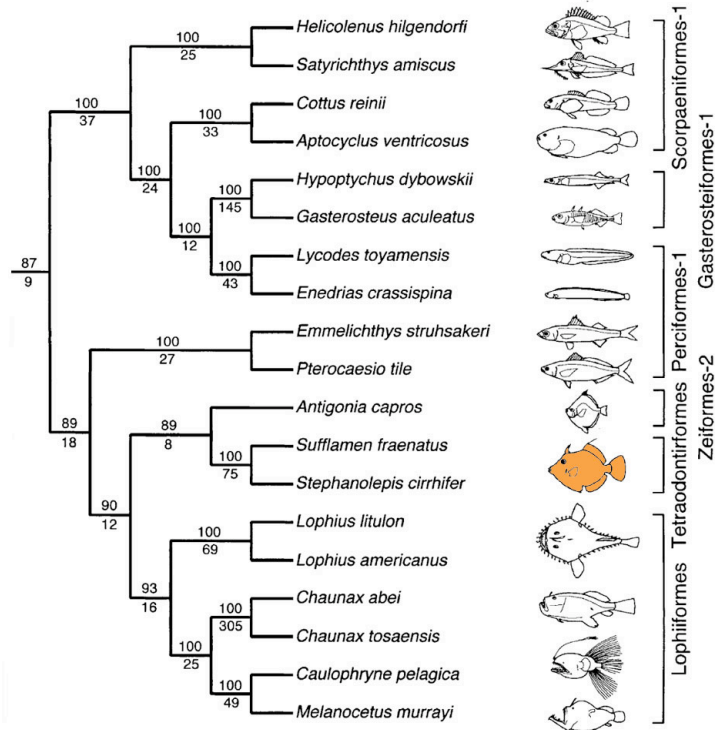 100
25
Helicolenus hilgendorfi
Satyrichthys amiscus
100
37
100
33
Cottus reinii
Aptocyclus ventricosus
100
24
100
145
Hypoptychus dybowskii
Gasterosteus aculeatus
100
12
100
43
Lycodes toyamensis
Enedrias crassispina
87
9
100
27
Emmelichthys struhsakeri
Pterocaesio tile
89
18
89
8
Antigonia capros
100
75
Sufflamen fraenatus
Stephanolepis cirrhifer
90
12
100
69
Lophius litulon
Lophius americanus
93
16
100
305
Chaunax abei
Chaunax tosaensis
100
25
100
49
Caulophryne pelagica
Melanocetus murrayi
Scorpaeniformes-1
Gasterosteiformes-1
Perciformes-1
Zeiformes-2
Tetraodontirformes
Lophiiformes